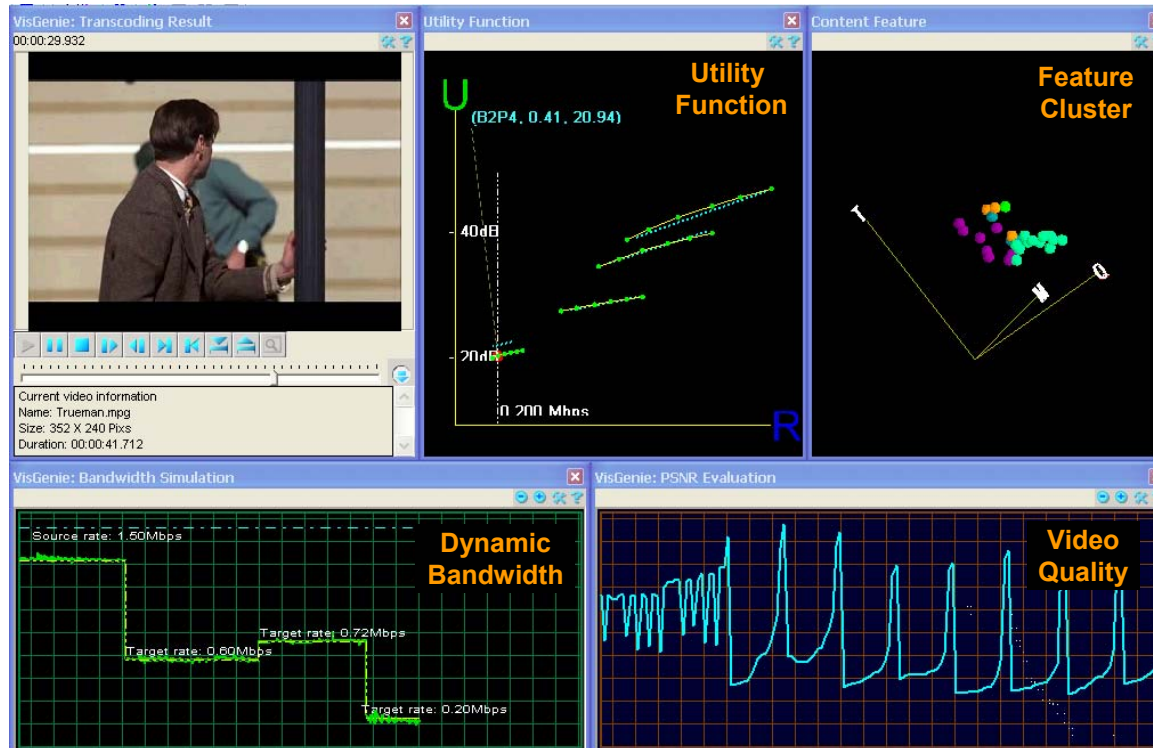 VisGenie: Transcoding Result
00:00:29.932
Current video information
Name: Trueman.mpg
Size: 352 X 240 Pixs
Duration: 00:00:41.712
Utility Function
Utility
Function
U
(B2P4, 0.41, 20.94)
40dB
20dB
0.200 Mbps
R
Content Feature
Feature
Cluster
T
M
Q
VisGenie: Bandwidth Simulation
Source rate: 1.50Mbps
Dynamic
Bandwidth
Target rate: 0.72Mbps
Target rate: 0.60Mbps
Target rate: 0.20Mbps
VisGenie: PSNR Evaluation
Video
Quality